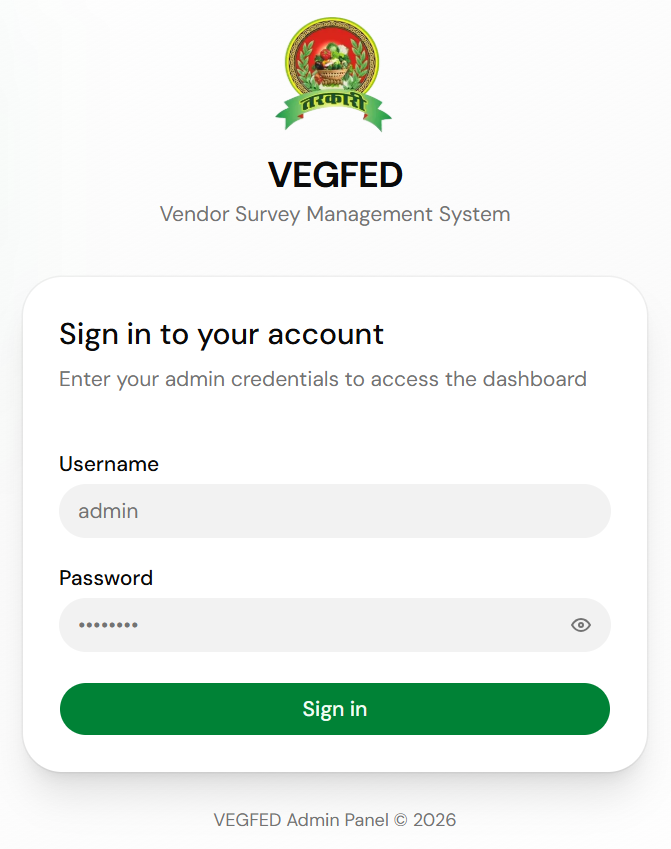 तरकारी
VEGFED
Vendor Survey Management System
Sign in to your account
Enter your admin credentials to access the dashboard
Username
admin
Password
••••••••
Sign in
VEGFED Admin Panel © 2026